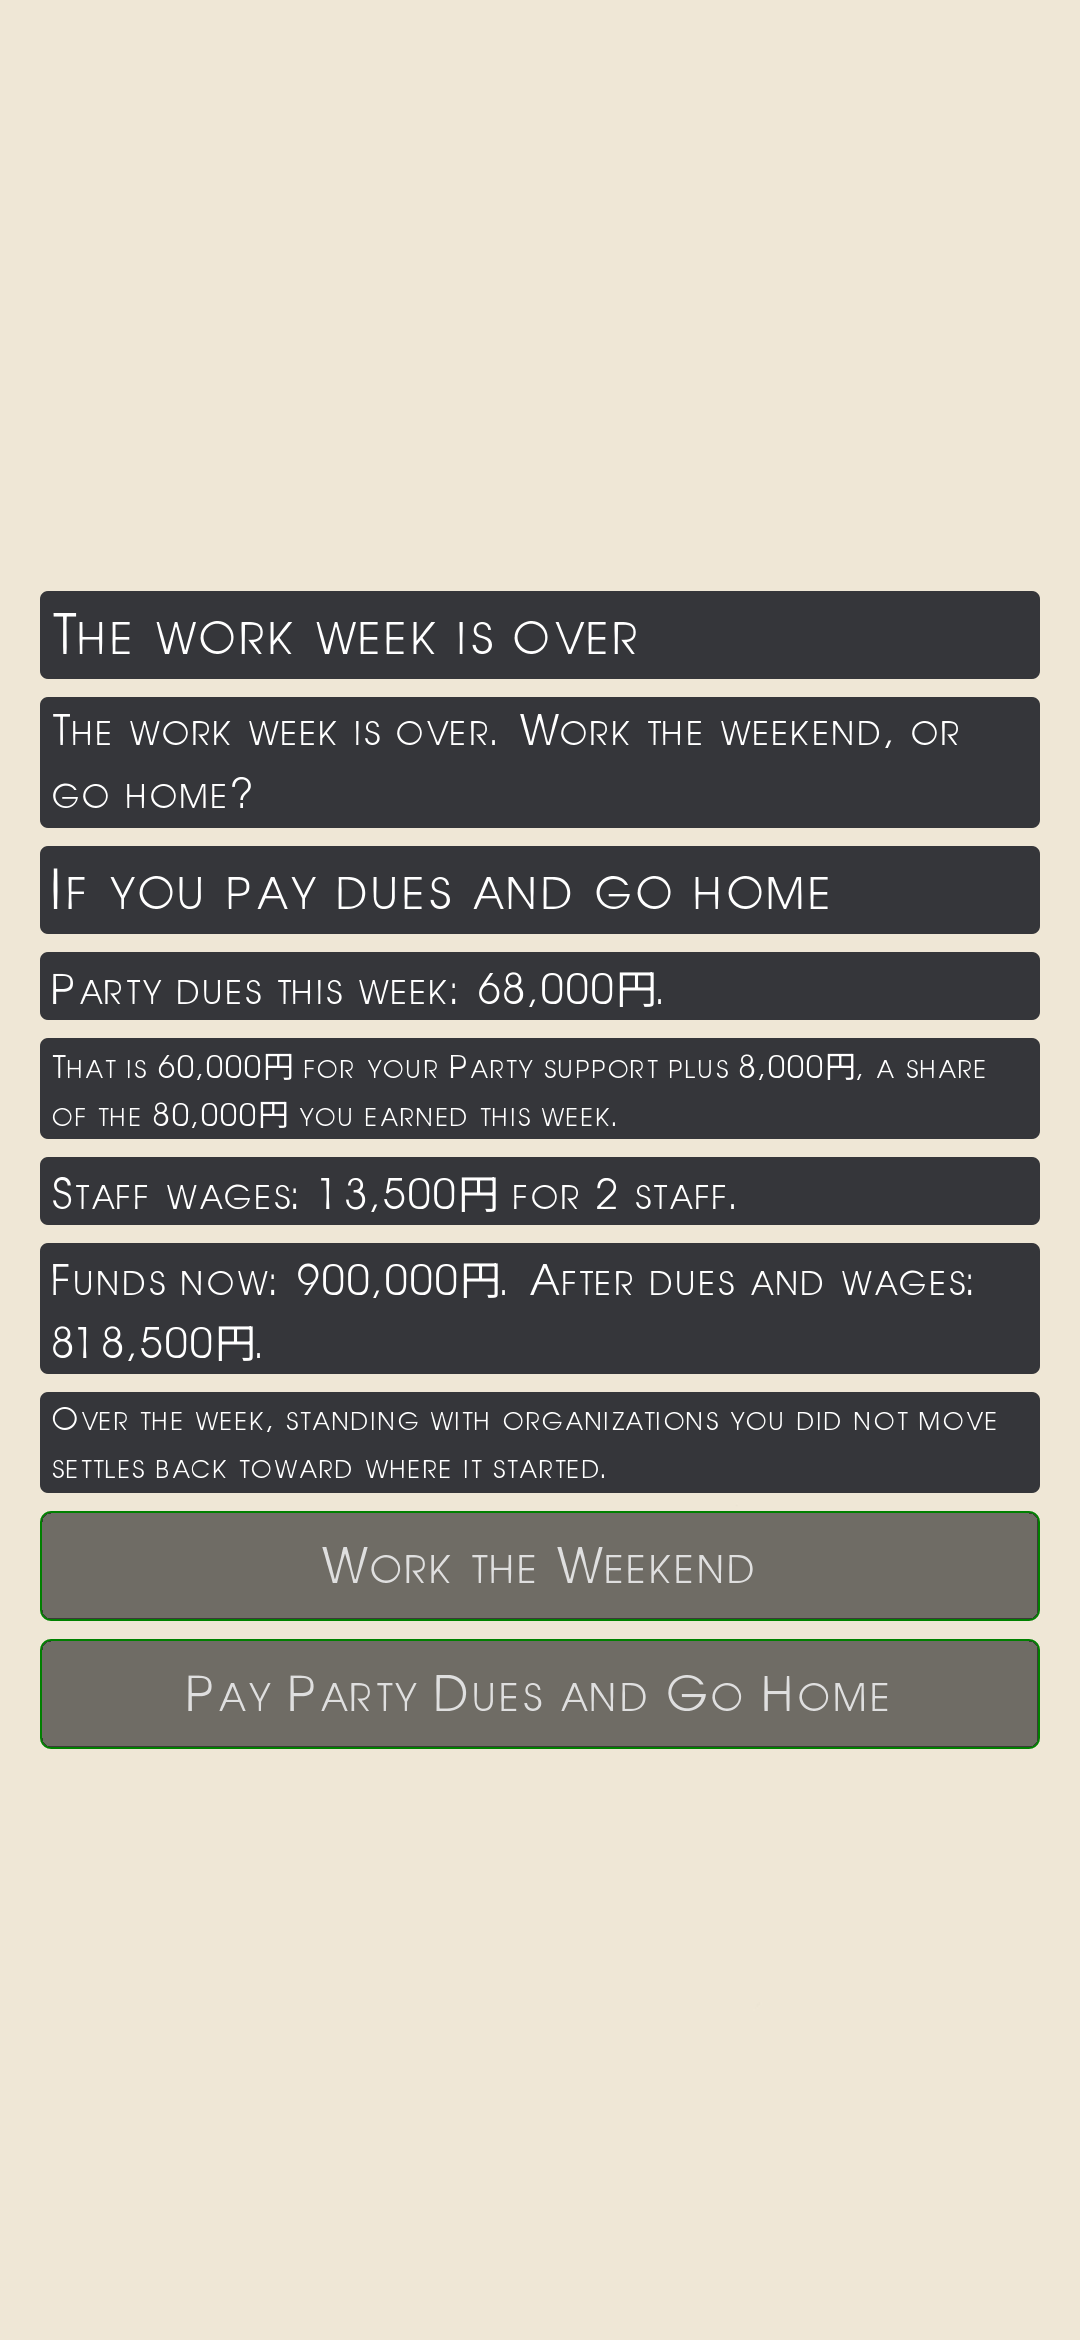 The work week is over
The work week is over. Work the weekend, or
go home?
If you pay dues and go home
Party dues this week: 68,000円.
That is 60,000円 for your Party support plus 8,000円, a share
of the 80,000円 you earned this week.
Staff wages: 13,500円 for 2 staff.
Funds now: 900,000円. After dues and wages:
818,500円.
Over the week, standing with organizations you did not move
settles back toward where it started.
Work the Weekend
Pay Party Dues and Go Home